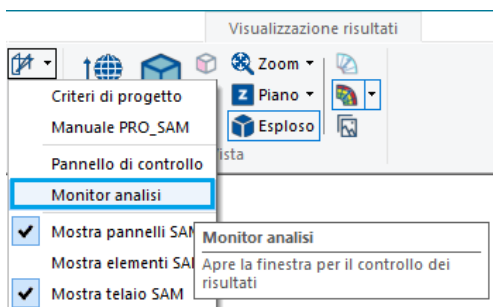 Visualizzazione risultati
Zoom
Z Piano
Esploso
ista
Criteri di progetto
Manuale PRO_SAM
Pannello di controllo
Monitor analisi
Mostra pannelli SAM
Monitor analisi
Mostra elementi SAM
Apre la finestra per il controllo dei
risultati
Mostra telaio SAM